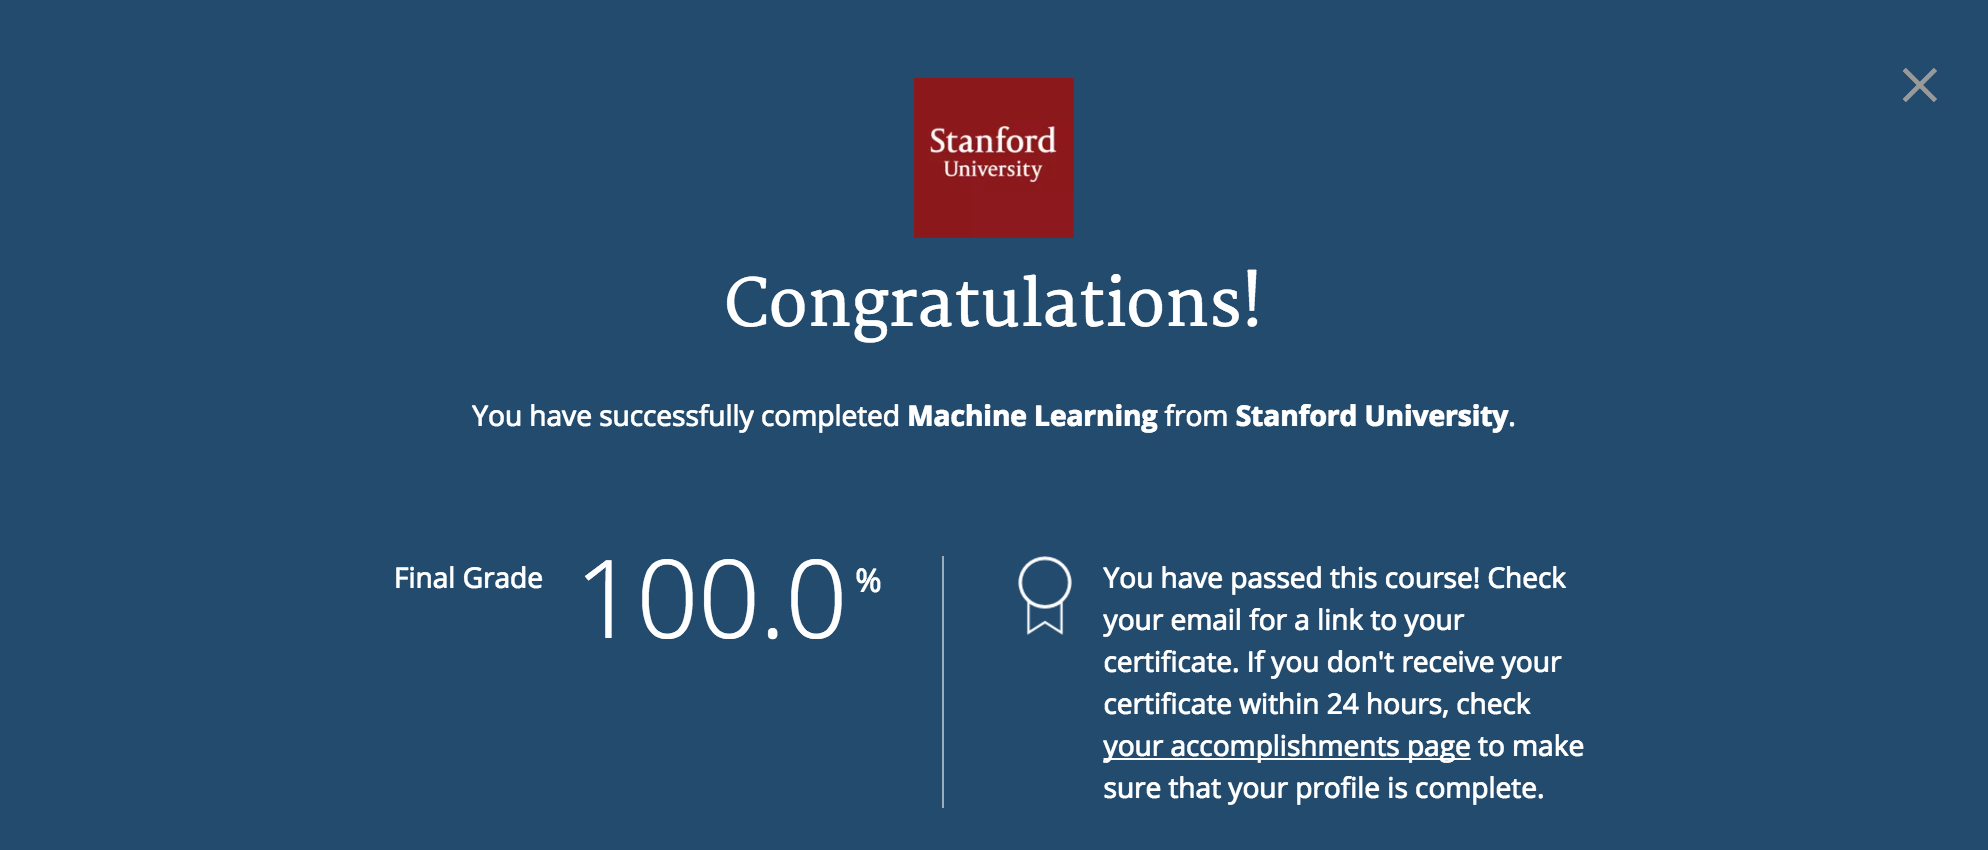 Stanford
University
Congratulations!
You have successfully completed Machine Learning from Stanford University.
Final Grade 100.0 %
You have passed this course! Check
your email for a link to your
certificate. If you don't receive your
certificate within 24 hours, check
your accomplishments page to make
sure that your profile is complete.